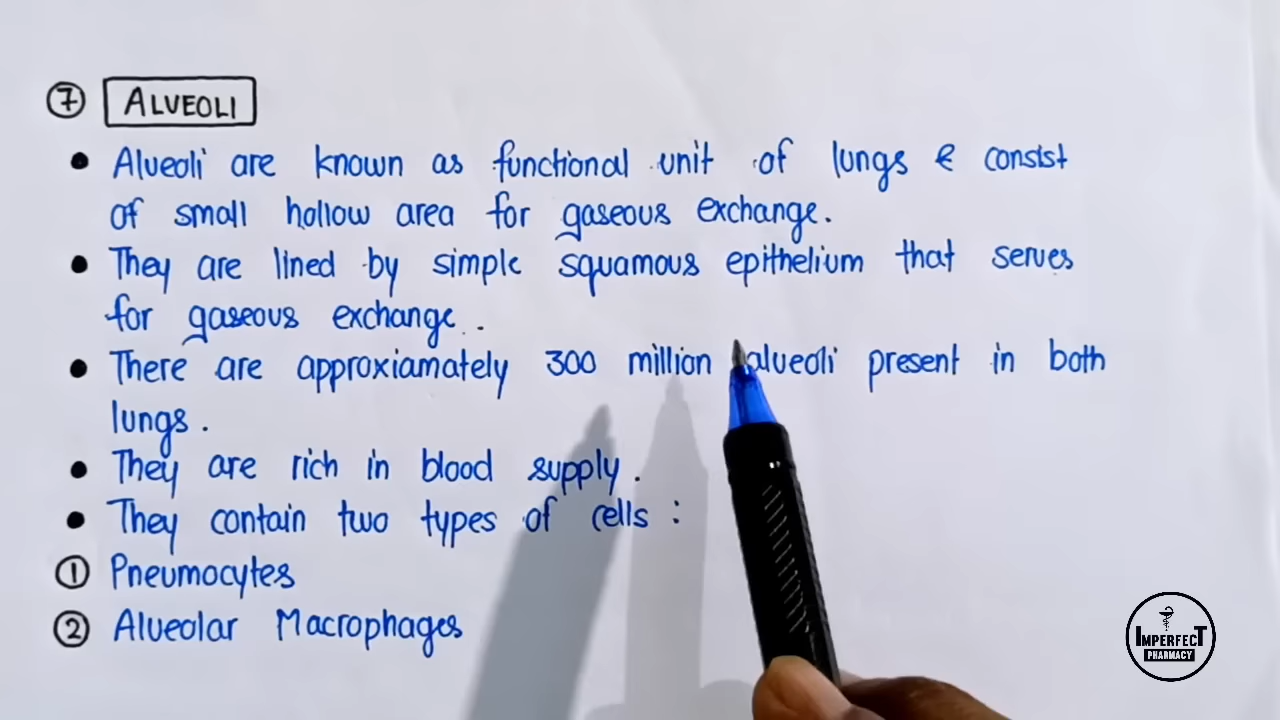 7 ALVEOLI
• Alveoli are known as functional unit of lungs & consist
of small hollow area for gaseous exchange.
• They are lined by simple squamous epithelium that serves
for gaseous exchange.
• There are approxiamately 300 million alveoli present in both
lungs.
• They are rich in blood supply.
• They contain two types of cells :
1 Pneumocytes
2 Alveolar Macrophages
IMPERFECT
PHARMACY